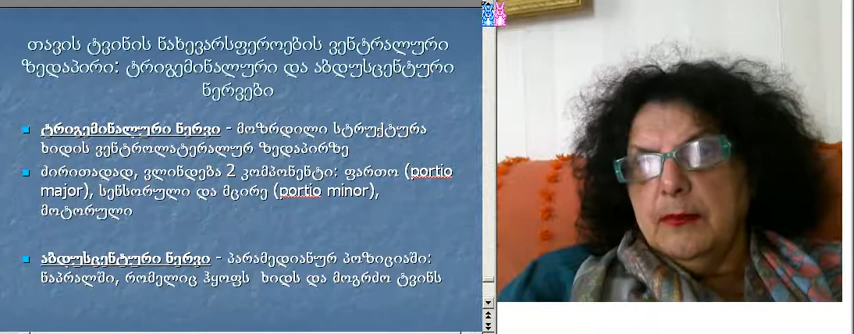 თავის ტვინის ნახევარსფეროების ვენტრალური
ზედაპირი: ტრიგემინალური და აბდუსცენტური
ნერვები
ტრიგემინალური ნერვი - მოზრდილი სტრუქტურა
ხიდის ვენტროლატერალურ ზედაპირზე
ძირითადად, ვლინდება 2 კომპონენტი: ფართო (portio
major), სენსორული და მცირე (portio minor),
მოტორული
აბდუსცენტური ნერვი - პარამედიანურ პოზიციაში:
ნაპრალში, რომელიც ჰყოფს ხიდს და მოგრძო ტვინს